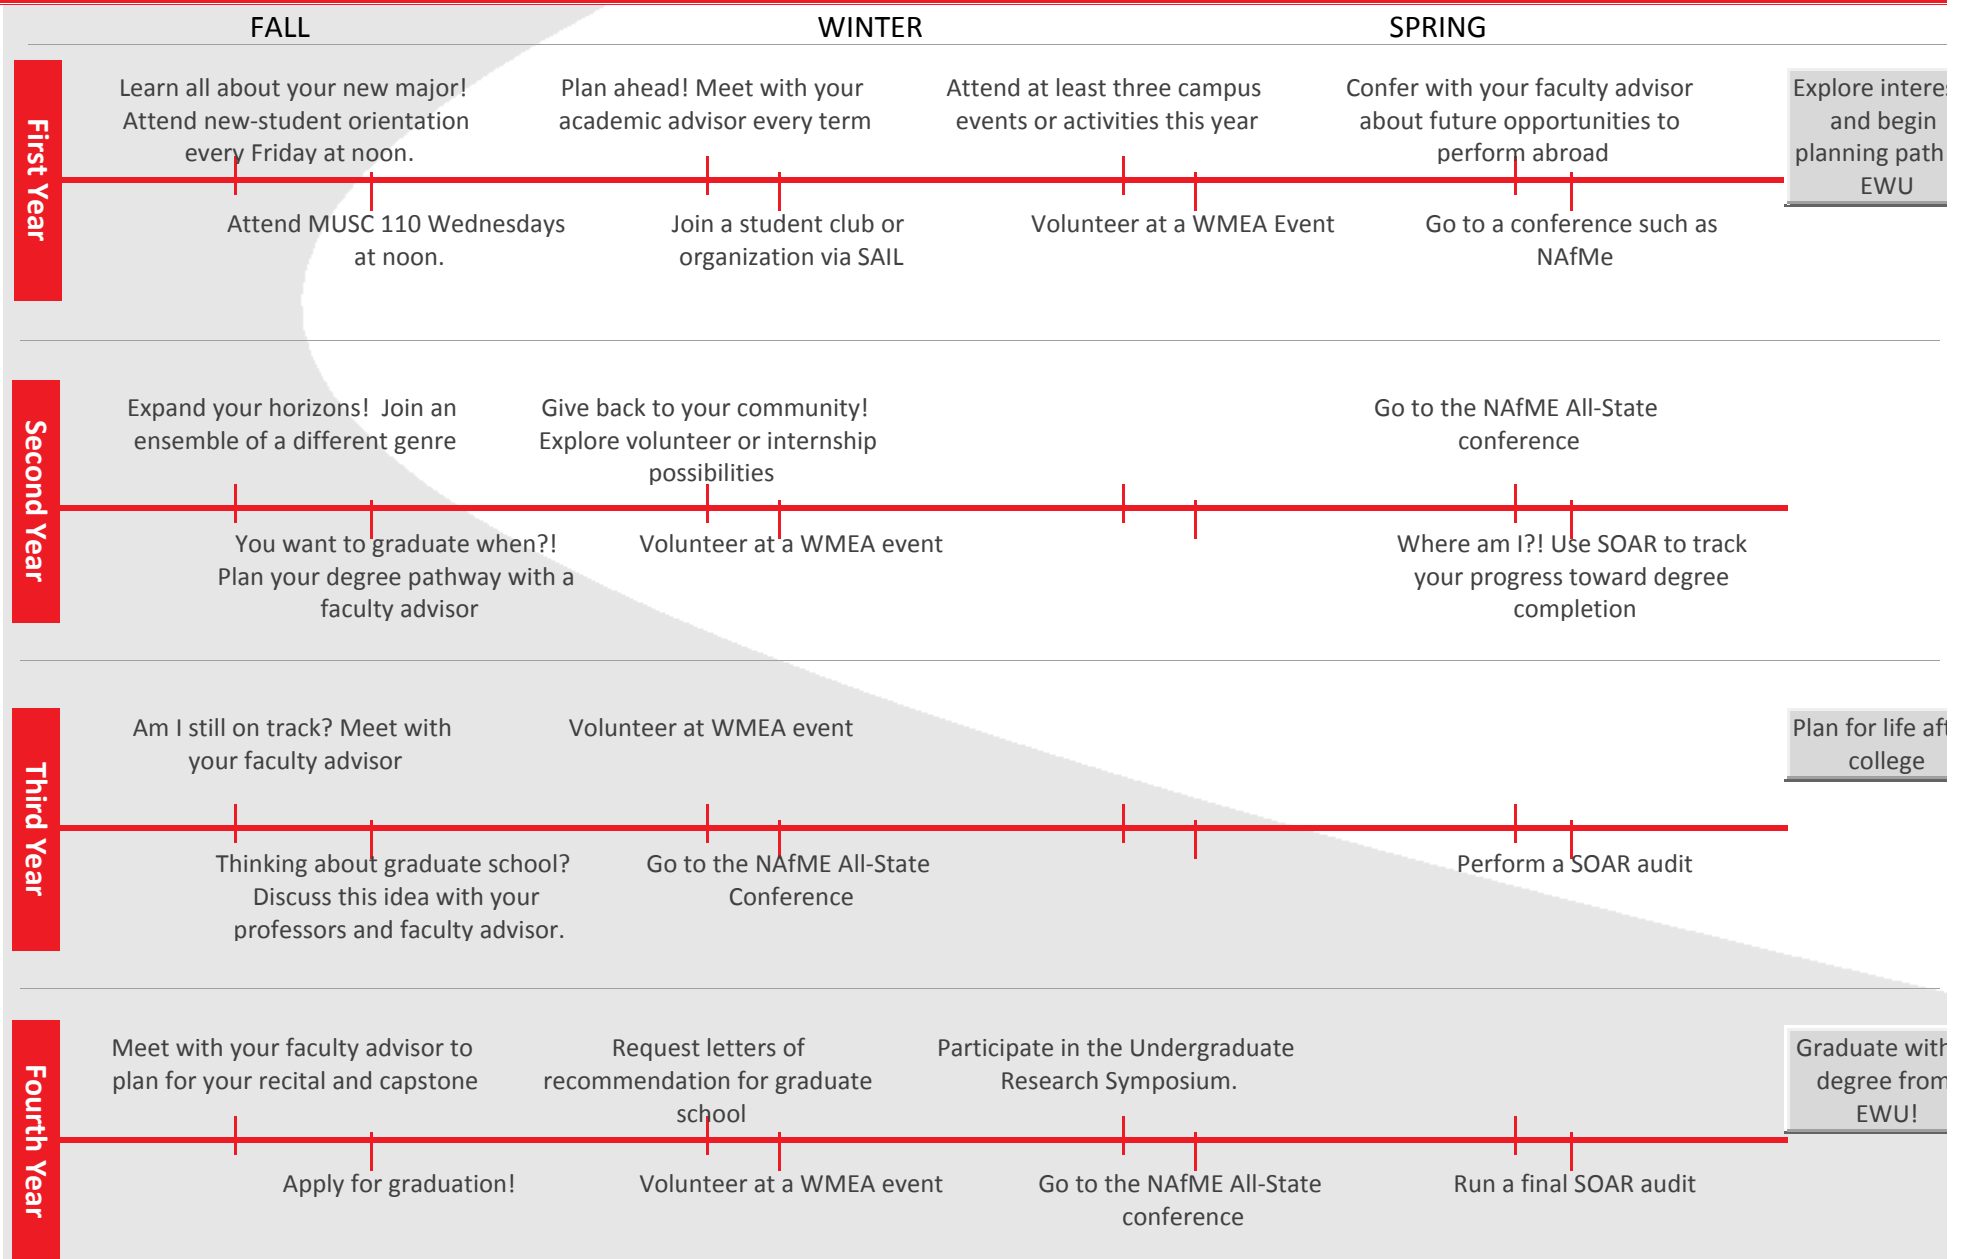 FALL
WINTER
SPRING
First Year
Learn all about your new major!
Attend new-student orientation
every Friday at noon.
Plan ahead! Meet with your
academic advisor every term
Attend at least three campus
events or activities this year
Confer with your faculty advisor
about future opportunities to
perform abroad
Explore
and begin
planning path
EWU
Attend MUSC 110 Wednesdays
at noon.
Join a student club or
organization via SAIL
Volunteer at a WMEA Event
Go to a conference such as
NAfMe
Second Year
Expand your horizons! Join an
ensemble of a different genre
Give back to your community!
Explore volunteer or internship
possibilities
Go to the NAfME All-State
conference
You want to graduate when?!
Plan your degree pathway with a
faculty advisor
Volunteer at a WMEA event
Where am I?! Use SOAR to track
your progress toward degree
completion
Third Year
Am I still on track? Meet with
your faculty advisor
Volunteer at WMEA event
Plan for life
college
Thinking about graduate school?
Discuss this idea with your
professors and faculty advisor.
Go to the NAfME All-State
Conference
Perform a SOAR audit
Fourth Year
Meet with your faculty advisor to
plan for your recital and capstone
Request letters of
recommendation for graduate
school
Participate in the Undergraduate
Research Symposium.
Graduate with
degree from
EWU!
Apply for graduation!
Volunteer at a WMEA event
Go to the NAfME All-State
conference
Run a final SOAR audit